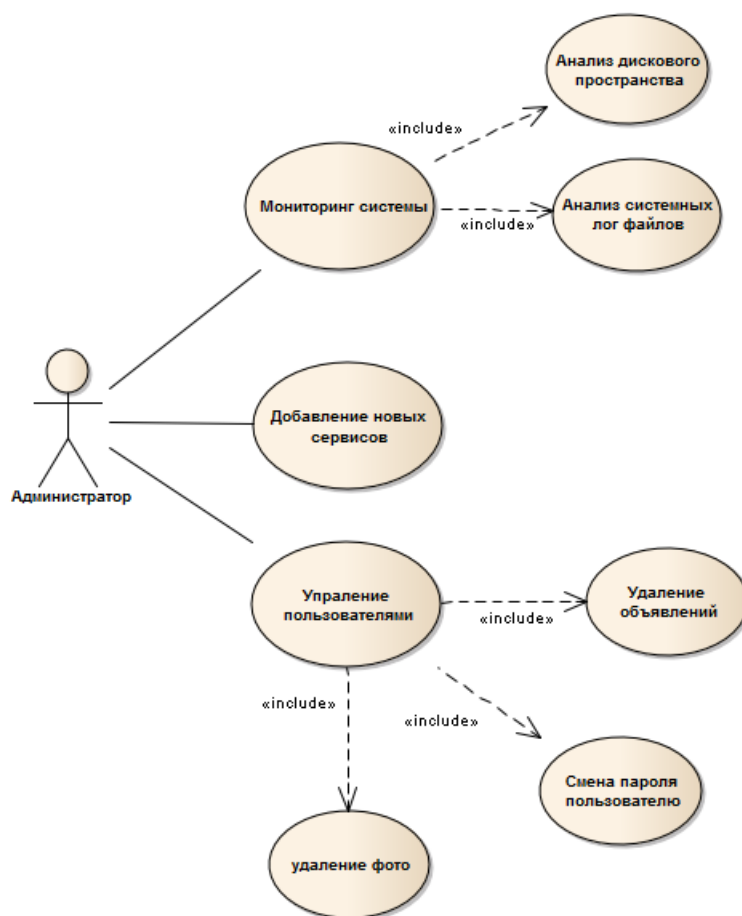 Анализ дискового
пространства
«include»
Мониторинг системы
«include»
Анализ системных
лог файлов
Добавление новых
сервисов
Администратор
Упраление
пользователями
«include»
Удаление
объявлений
«include»
«include»
Смена пароля
пользователю
удаление фото